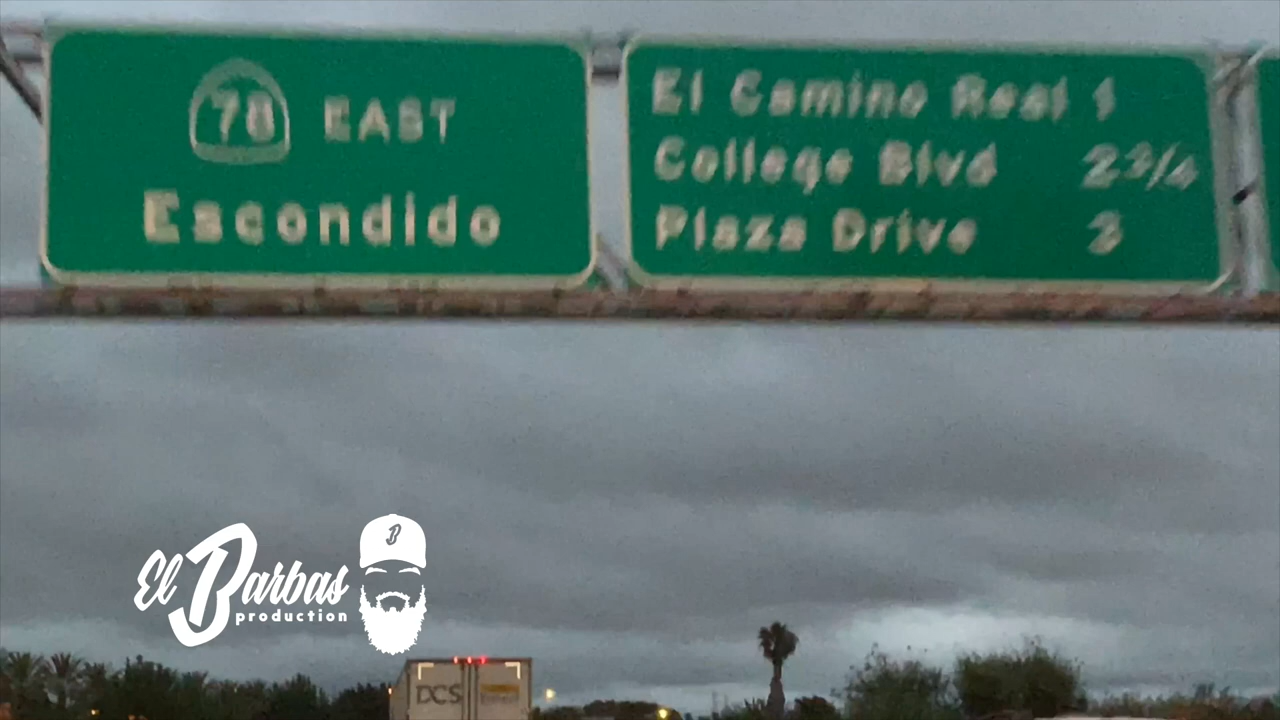 78 EAST
Escondido
El Camino Real 1
College Blvd 2 3/4
Plaza Drive 3
El Barbas
production
B
DCS